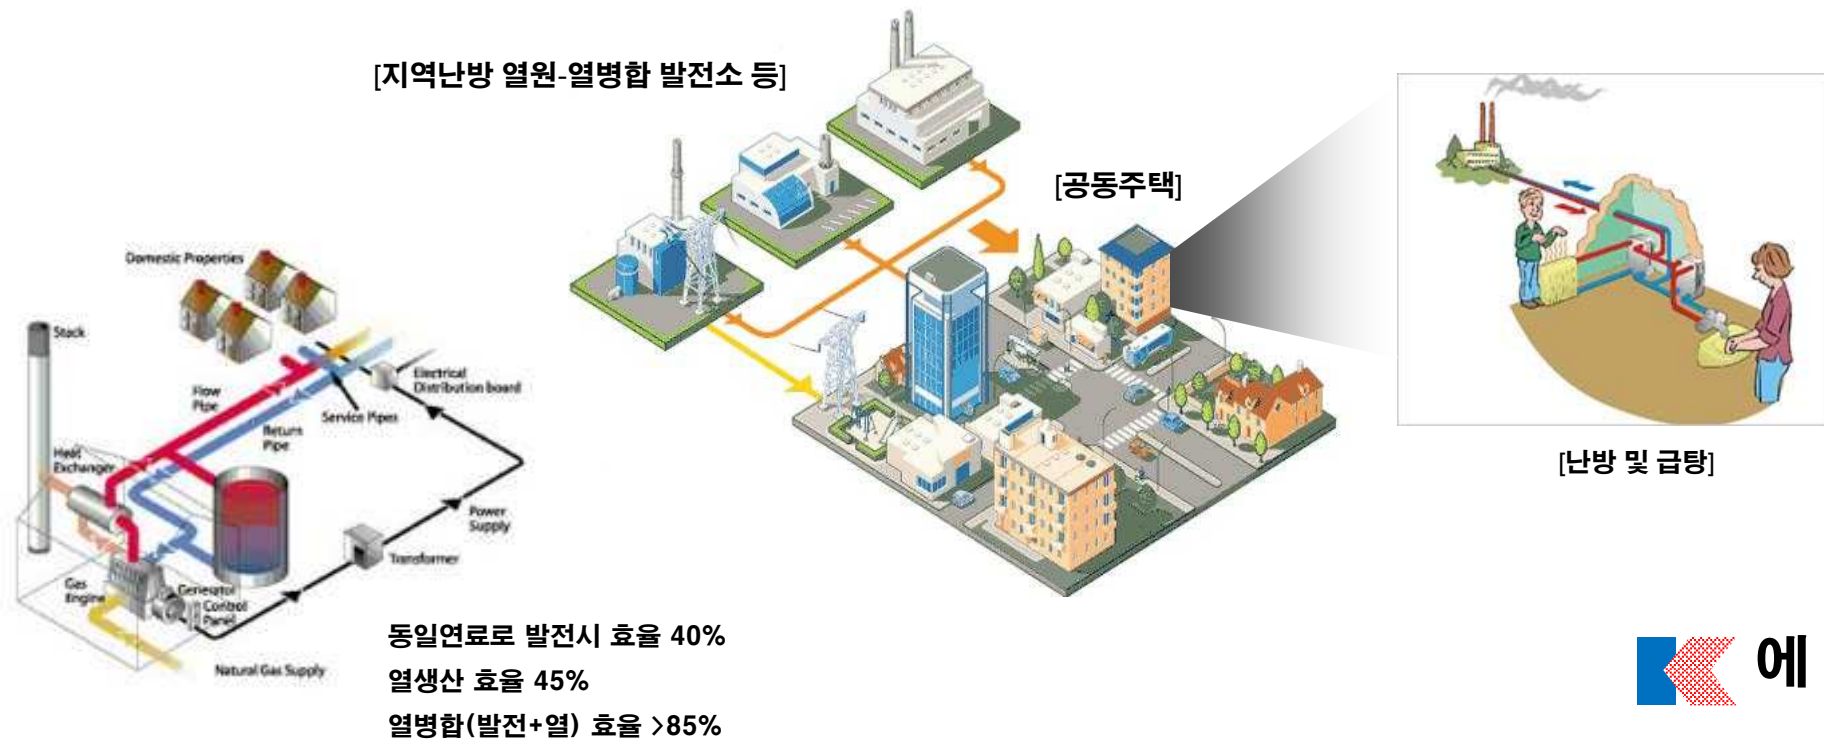 [지역난방 열원-열병합 발전소 등]
[공동주택]
Domestic Properties
Stack
Flow
Pipe
Service Pipes
Electrical
Distribution board
Return
Pipe
Heat
Exchanger
Power
Supply
Transformer
Gas
Engine
Generator
Control
Panel
Natural Gas Supply
[난방 및 급탕]
동일연료로 발전시 효율 40%
열생산 효율 45%
열병합(발전+열) 효율 >85%
에